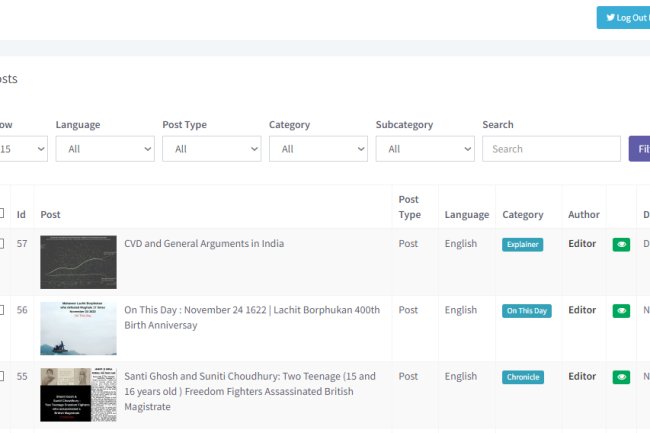 Log Out
osts
ow Language Post Type Category Subcategory Search
15 All All All All Search Fil
Id Post Post Type Language Category Author D
57 CVD and General Arguments in India Post English Explainer Editor D
56 On This Day : November 24 1622 | Lachit Borphukan 400th Post English On This Day Editor N
Birth Anniversay
55 Santi Ghosh and Suniti Choudhury: Two Teenage (15 and Post English Chronicle Editor N
16 years old ) Freedom Fighters Assassinated British
Magistrate